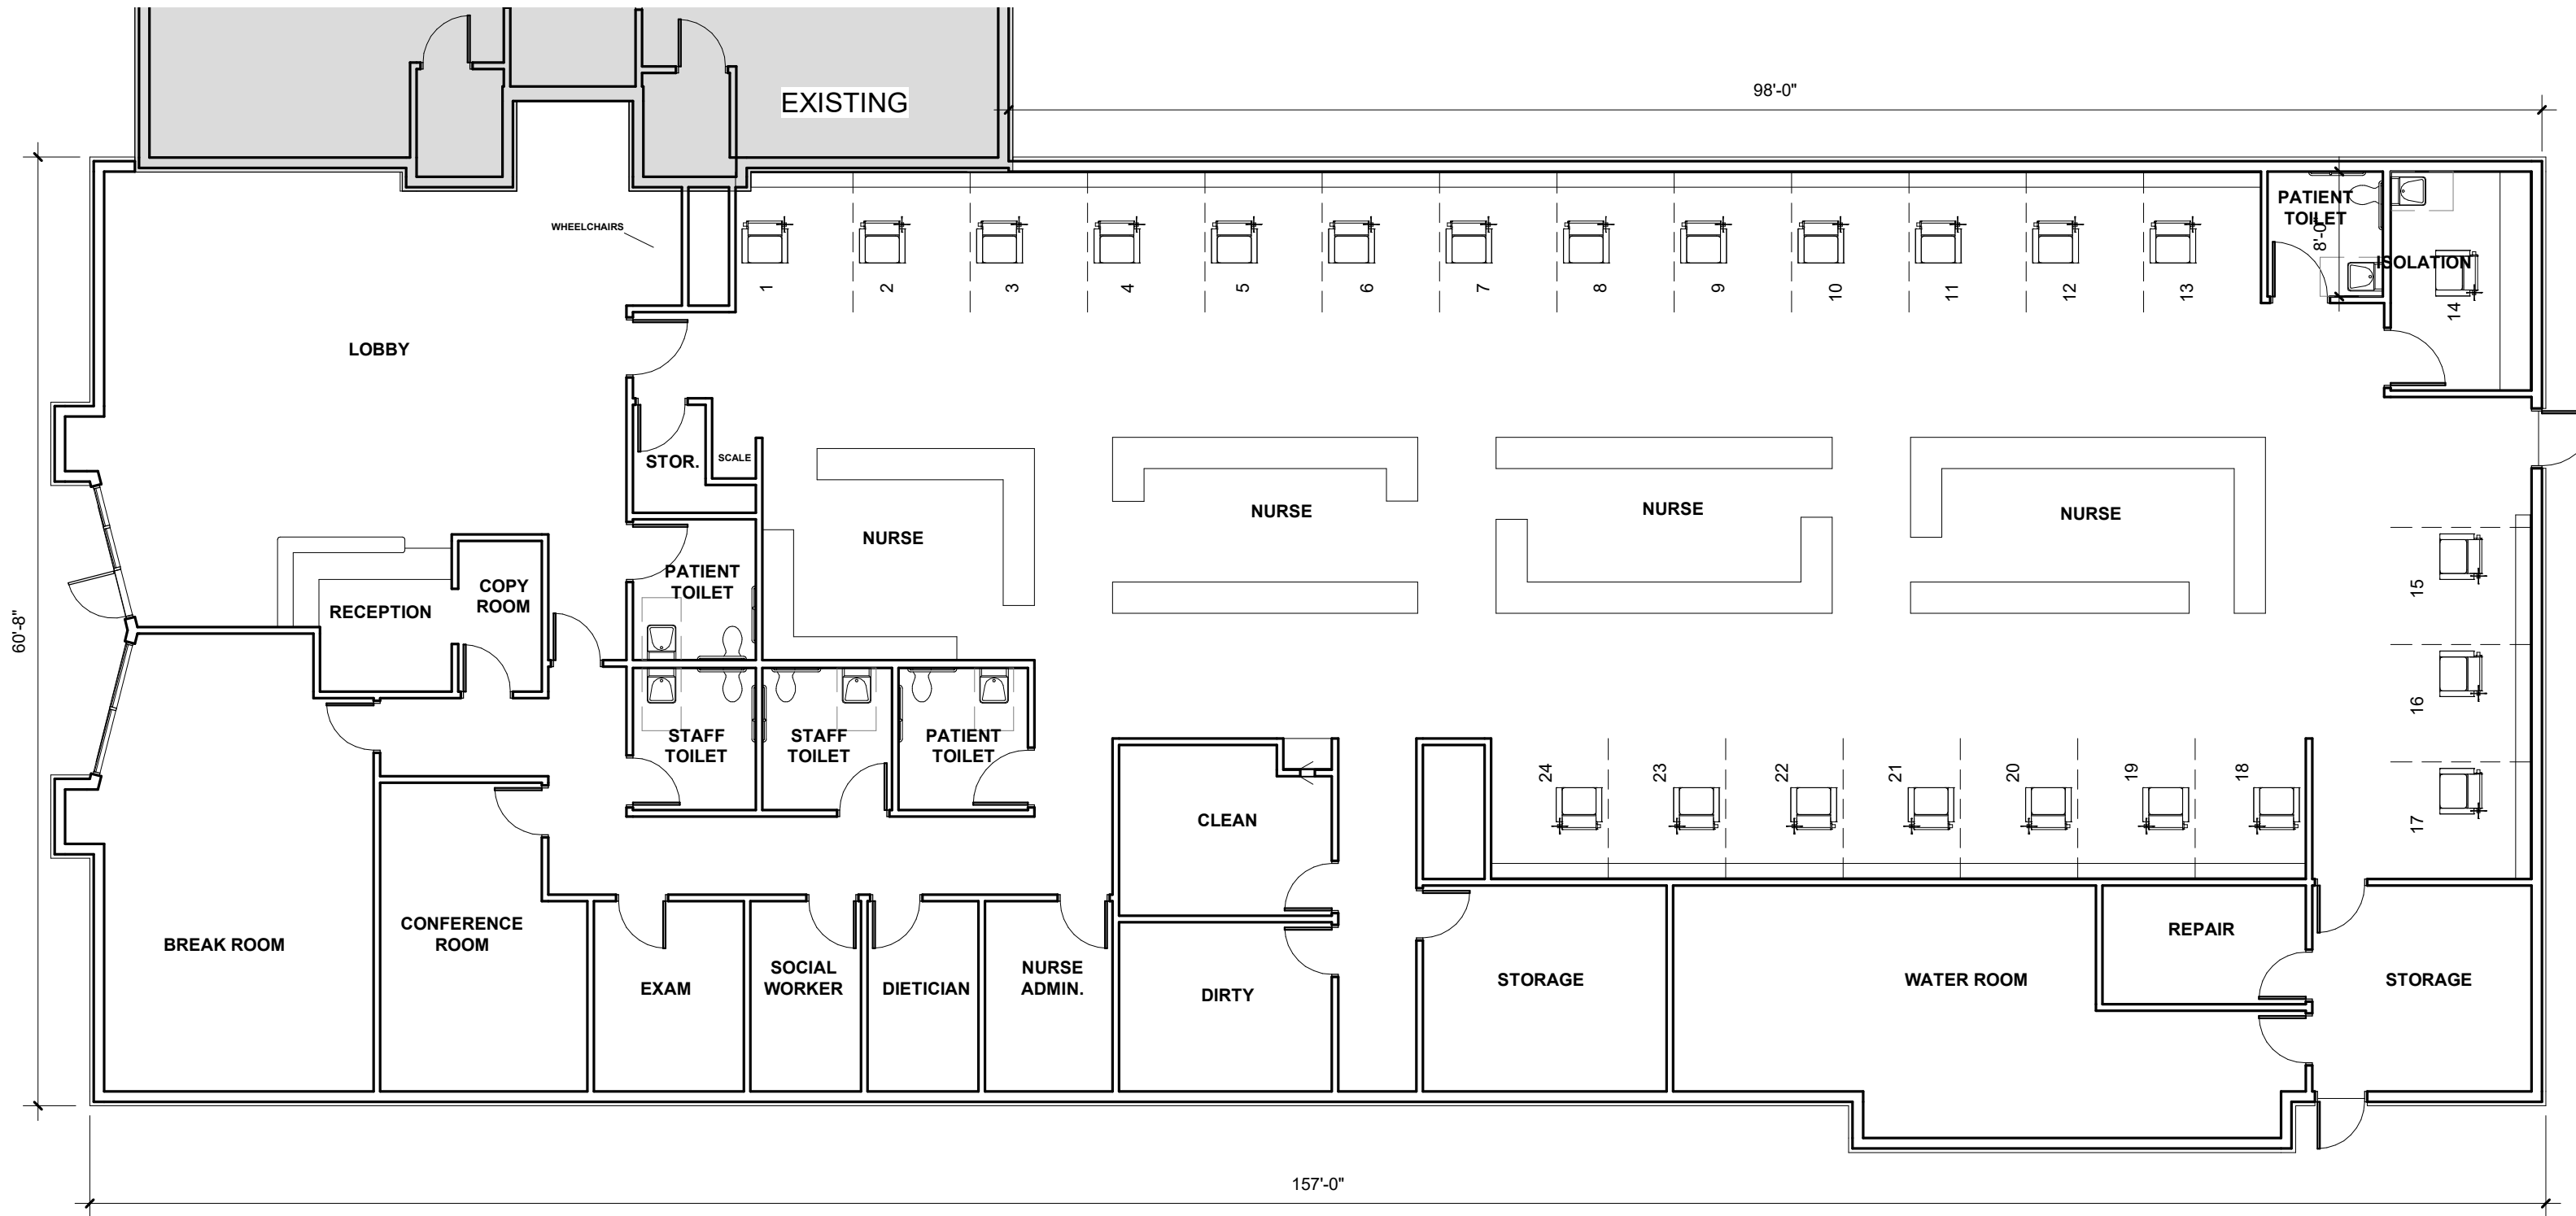 EXISTING
98'-0"
WHEELCHAIRS
PATIENT
TOILET
8'-0"
ISOLATION
1
2
3
4
5
6
7
8
9
10
11
12
13
14
LOBBY
STOR.
SCALE
NURSE
NURSE
NURSE
NURSE
PATIENT
TOILET
COPY
ROOM
RECEPTION
60'-8"
15
16
17
STAFF
TOILET
STAFF
TOILET
PATIENT
TOILET
24
23
22
21
20
19
18
CLEAN
BREAK ROOM
CONFERENCE
ROOM
EXAM
SOCIAL
WORKER
DIETICIAN
NURSE
ADMIN.
DIRTY
STORAGE
WATER ROOM
REPAIR
STORAGE
157'-0"